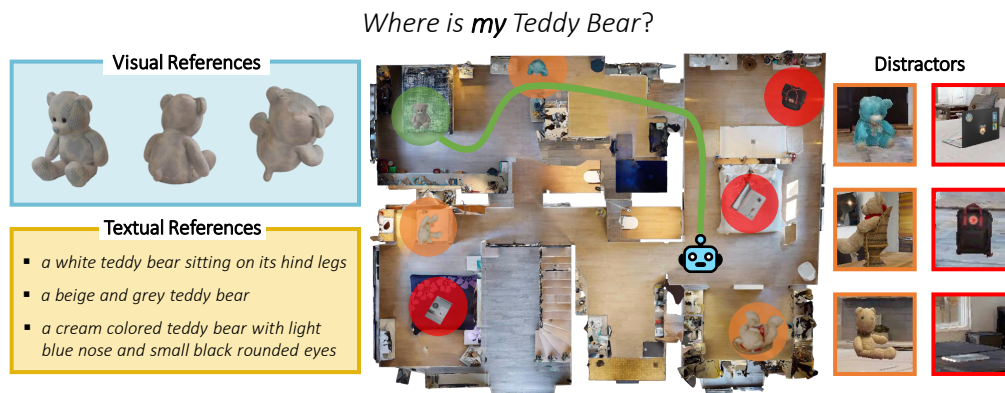 Where is my Teddy Bear?
Visual References
Textual References
▪ a white teddy bear sitting on its hind legs
▪ a beige and grey teddy bear
▪ a cream colored teddy bear with light
blue nose and small black rounded eyes
Distractors